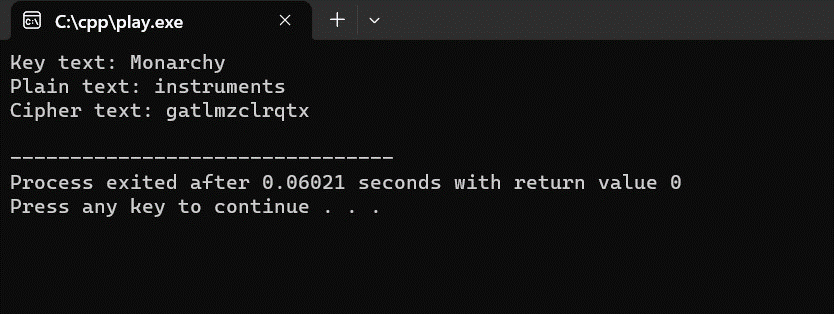 C:\cpp\play.exe
Key text: Monarchy
Plain text: instruments
Cipher text: gatlmzclrqtx
--------------------------------
Process exited after 0.06021 seconds with return value 0
Press any key to continue . . .